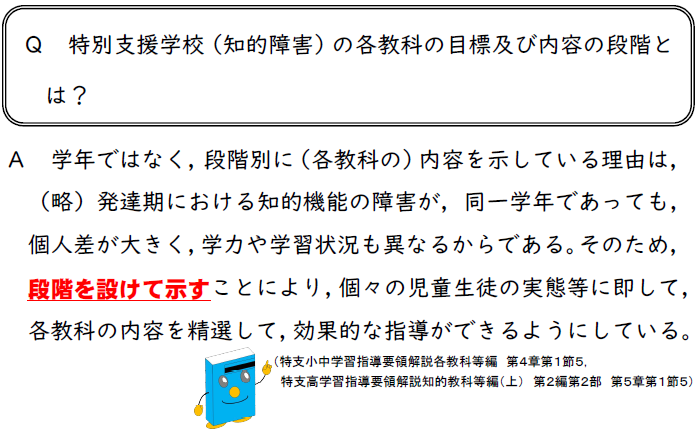 Q 特別支援学校(知的障害)の各教科の目標及び内容の段階と
は?
A 学年ではなく,段階別に(各教科の)内容を示している理由は,
(略)発達期における知的機能の障害が,同一学年であっても,
個人差が大きく,学力や学習状況も異なるからである。そのため,
段階を設けて示すことにより,個々の児童生徒の実態等に即して,
各教科の内容を精選して,効果的な指導ができるようにしている。
(特支小中学習指導要領解説各教科等編 第4章第1節5,
特支高学習指導要領解説知的教科等編(上) 第2編第2部 第5章第1節5)